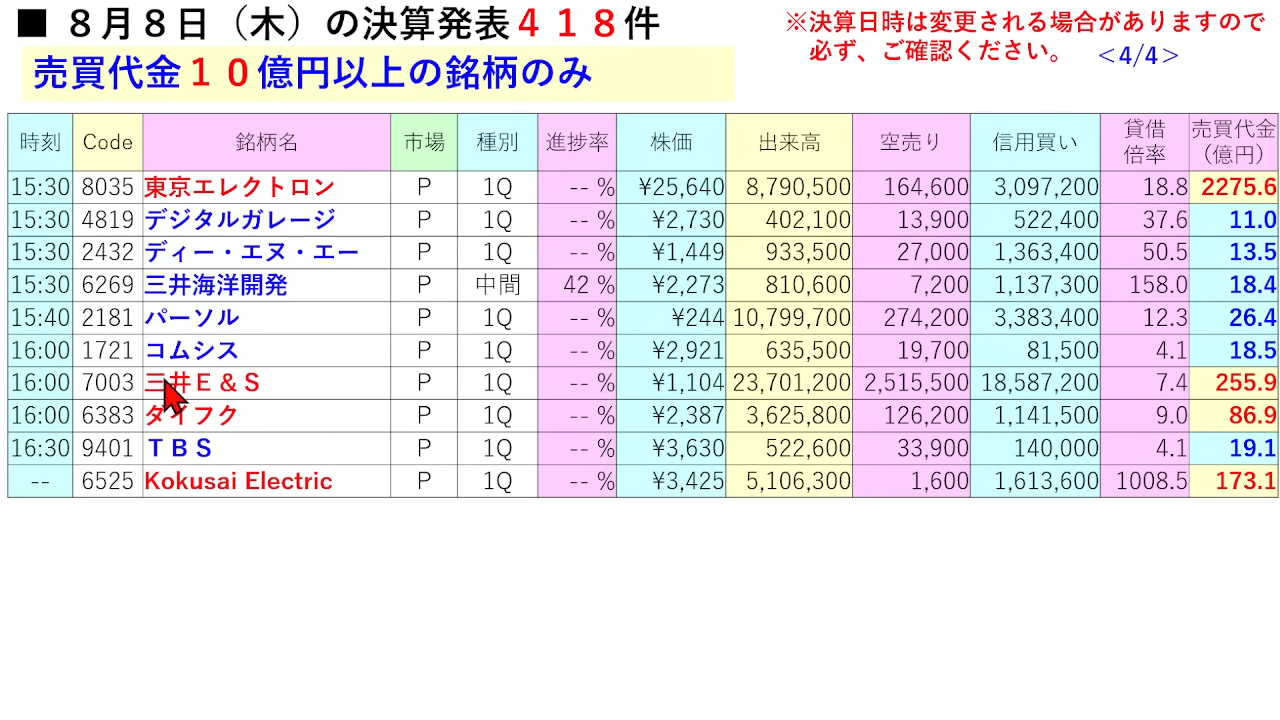 ■ ８月８日（木）の決算発表４１８件
※決算日時は変更される場合がありますので
必ず、ご確認ください。 ＜4/4＞
売買代金１０億円以上の銘柄のみ
時刻 Code 銘柄名 市場 種別 進捗率 株価 出来高 空売り 信用買い 貸借倍率 売買代金（億円）
15:30 8035 東京エレクトロン P 1Q -- % ¥25,640 8,790,500 164,600 3,097,200 18.8 2275.6
15:30 4819 デジタルガレージ P 1Q -- % ¥2,730 402,100 13,900 522,400 37.6 11.0
15:30 2432 ディー・エヌ・エー P 1Q -- % ¥1,449 933,500 27,000 1,363,400 50.5 13.5
15:30 6269 三井海洋開発 P 中間 42 % ¥2,273 810,600 7,200 1,137,300 158.0 18.4
15:40 2181 パーソル P 1Q -- % ¥244 10,799,700 274,200 3,383,400 12.3 26.4
16:00 1721 コムシス P 1Q -- % ¥2,921 635,500 19,700 81,500 4.1 18.5
16:00 7003 三井Ｅ＆Ｓ P 1Q -- % ¥1,104 23,701,200 2,515,500 18,587,200 7.4 255.9
16:00 6383 ダイフク P 1Q -- % ¥2,387 3,625,800 126,200 1,141,500 9.0 86.9
16:30 9401 ＴＢＳ P 1Q -- % ¥3,630 522,600 33,900 140,000 4.1 19.1
-- 6525 Kokusai Electric P 1Q -- % ¥3,425 5,106,300 1,600 1,613,600 1008.5 173.1